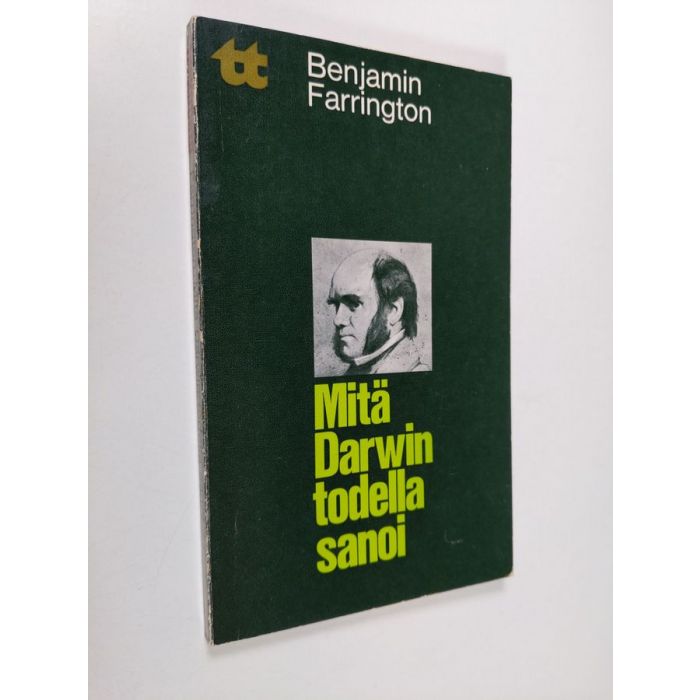 tt
Benjamin
Farrington
Mitä
Darwin
todella
sanoi